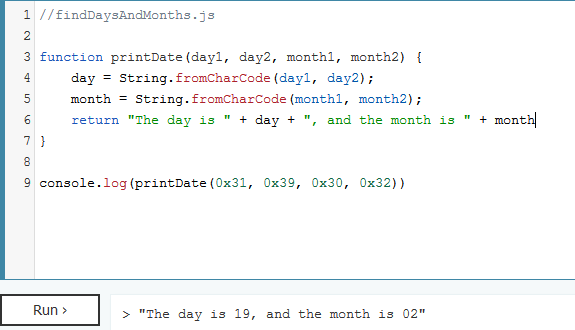 1 //findDaysAndMonths.js
2
3 function printDate(day1, day2, month1, month2) {
4     day = String.fromCharCode(day1, day2);
5     month = String.fromCharCode(month1, month2);
6     return "The day is " + day + ", and the month is " + month
7 }
8
9 console.log(printDate(0x31, 0x39, 0x30, 0x32))
Run ›
> "The day is 19, and the month is 02"